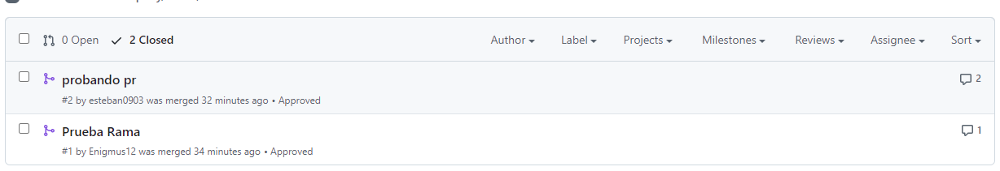 0 Open 2 Closed Author Label Projects Milestones Reviews Assignee Sort
probando pr 2
#2 by esteban0903 was merged 32 minutes ago • Approved
Prueba Rama 1
#1 by Enigmus12 was merged 34 minutes ago • Approved